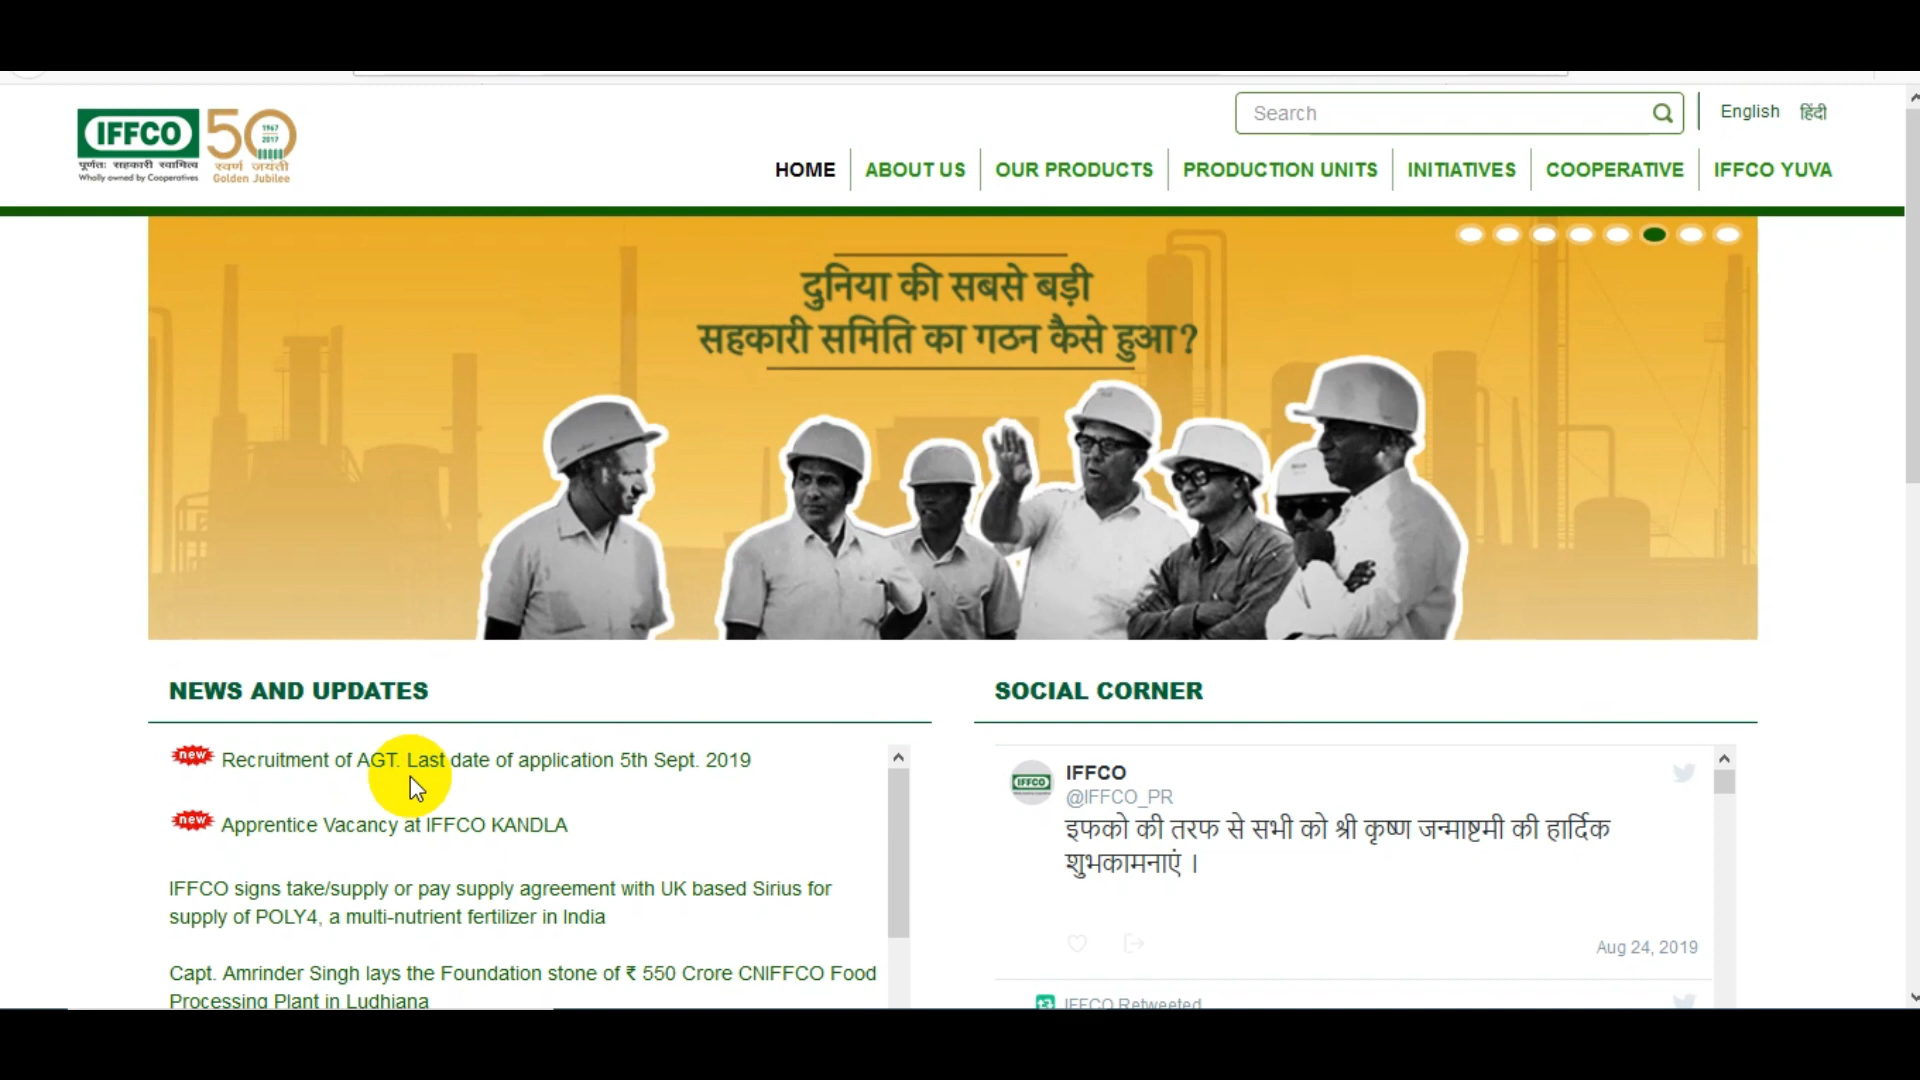 Search
English हिंदी
IFFCO
पूर्णतः सहकारी स्वामित्व
Wholly owned by Cooperatives
50
1967
2017
स्वर्ण जयंती
Golden Jubilee
HOME ABOUT US OUR PRODUCTS PRODUCTION UNITS INITIATIVES COOPERATIVE IFFCO YUVA
दुनिया की सबसे बड़ी
सहकारी समिति का गठन कैसे हुआ?
NEWS AND UPDATES
new Recruitment of AGT. Last date of application 5th Sept. 2019
new Apprentice Vacancy at IFFCO KANDLA
IFFCO signs take/supply or pay supply agreement with UK based Sirius for
supply of POLY4, a multi-nutrient fertilizer in India
Capt. Amrinder Singh lays the Foundation stone of ₹ 550 Crore CNIFFCO Food
Processing Plant in Ludhiana
SOCIAL CORNER
IFFCO
IFFCO
@IFFCO_PR
इफको की तरफ से सभी को श्री कृष्ण जन्माष्टमी की हार्दिक
शुभकामनाएं ।
Aug 24, 2019
IFFCO Retweeted